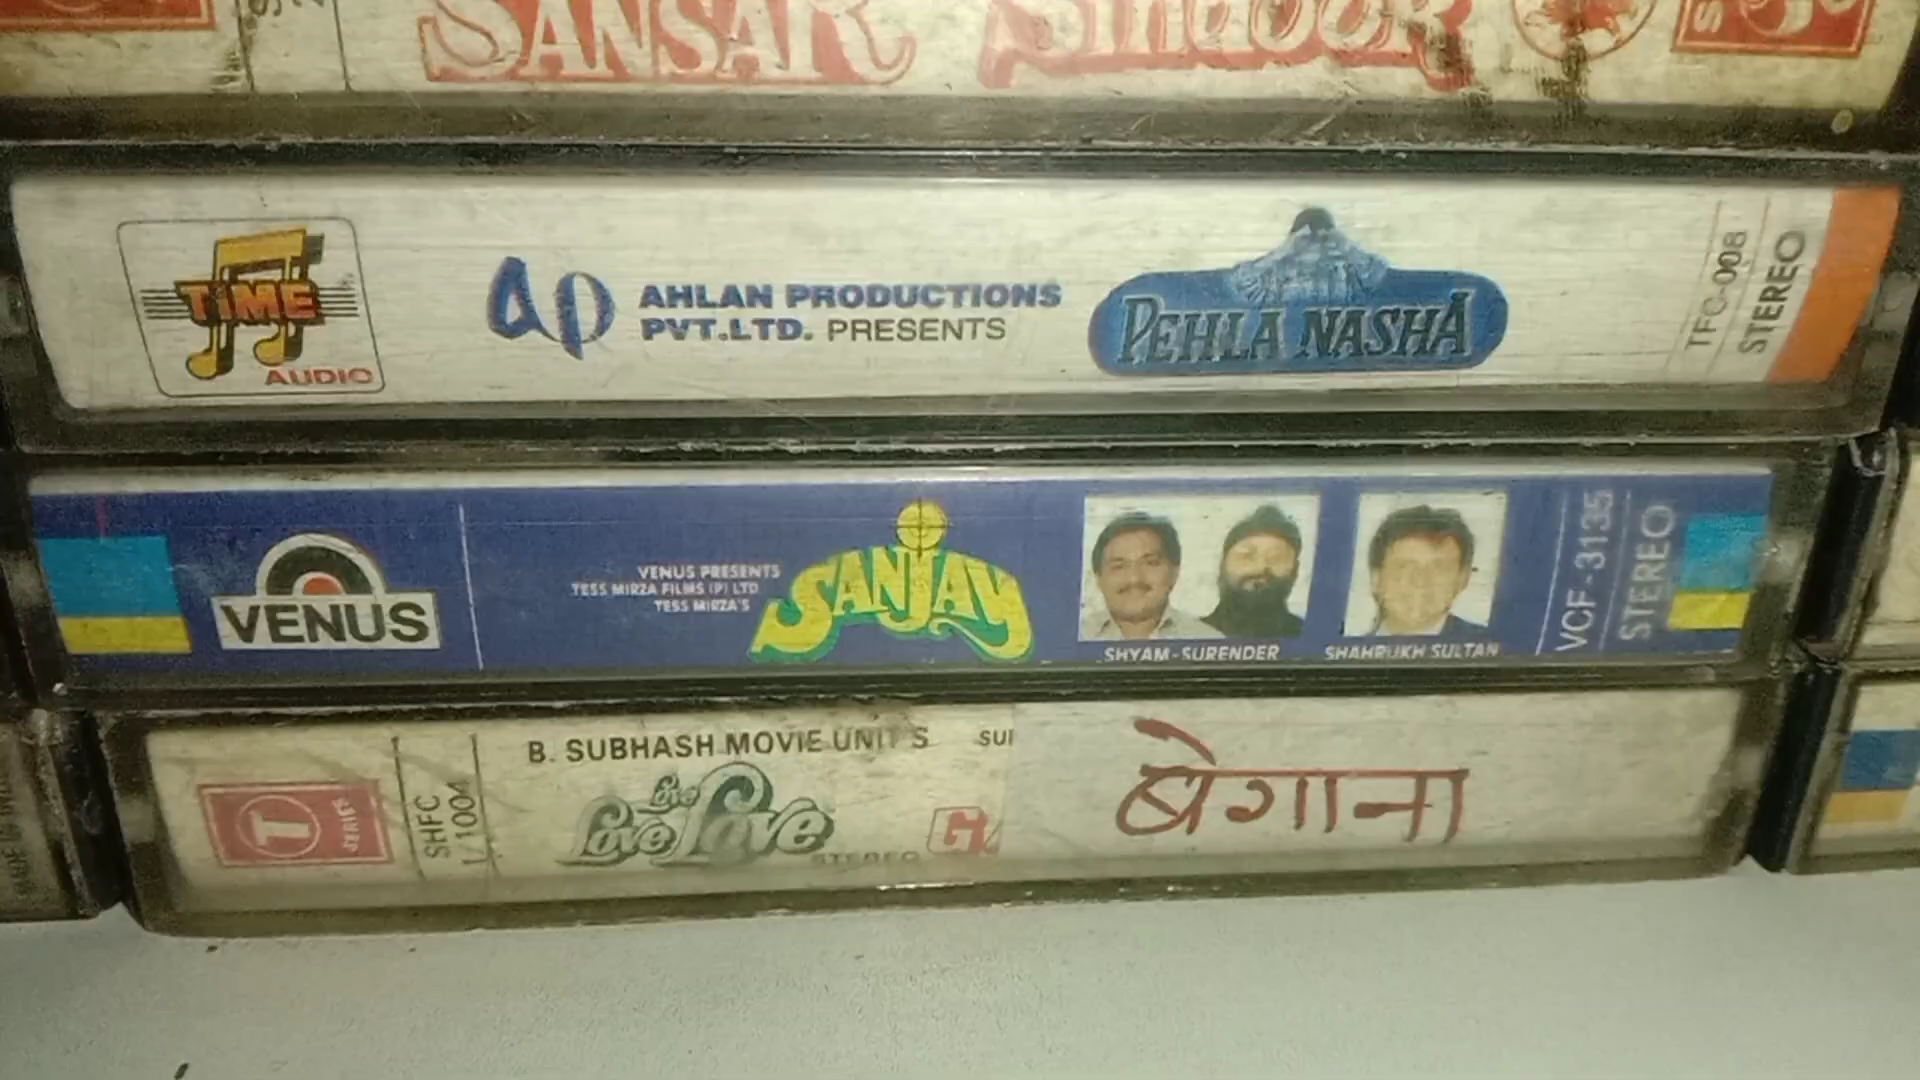 SANSAR Sindoor
TIME
AUDIO
AHLAN PRODUCTIONS
PVT.LTD. PRESENTS
PEHLA NASHA
TFC-008
STEREO
VENUS
VENUS PRESENTS
TESS MIRZA FILMS (P) LTD
TESS MIRZA'S
SANJAY
SHYAM-SURENDER
SHAHRUKH SULTAN
VCF-3135
STEREO
T SERIES
SHFC
L/1004
B. SUBHASH MOVIE UNIT'S
Love Love Love
STEREO
बेगाना